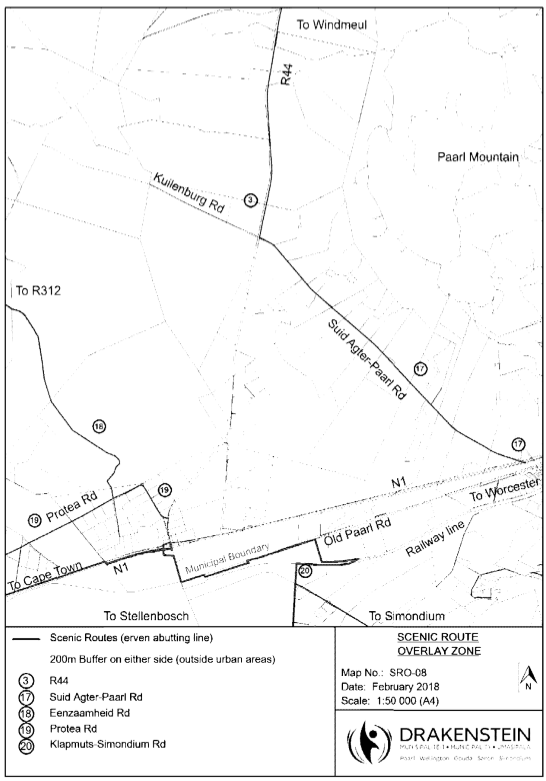 To Windmeul
R44
Paarl Mountain
Kuilenburg Rd
3
To R312
Suid Agter-Paarl Rd
17
18
17
N1
To Worcester
19
Protea Rd
19
Old Paarl Rd
Railway line
Municipal Boundary
To Cape Town
N1
20
To Stellenbosch
To Simondium
Scenic Routes (erven abutting line)
200m Buffer on either side (outside urban areas)
3 R44
17 Suid Agter-Paarl Rd
18 Eenzaamheid Rd
19 Protea Rd
20 Klapmuts-Simondium Rd
SCENIC ROUTE
OVERLAY ZONE
Map No.: SRO-08
Date: February 2018
Scale: 1:50 000 (A4)
N
DRAKENSTEIN
Paarl Wellington Gouda Saron Simondium